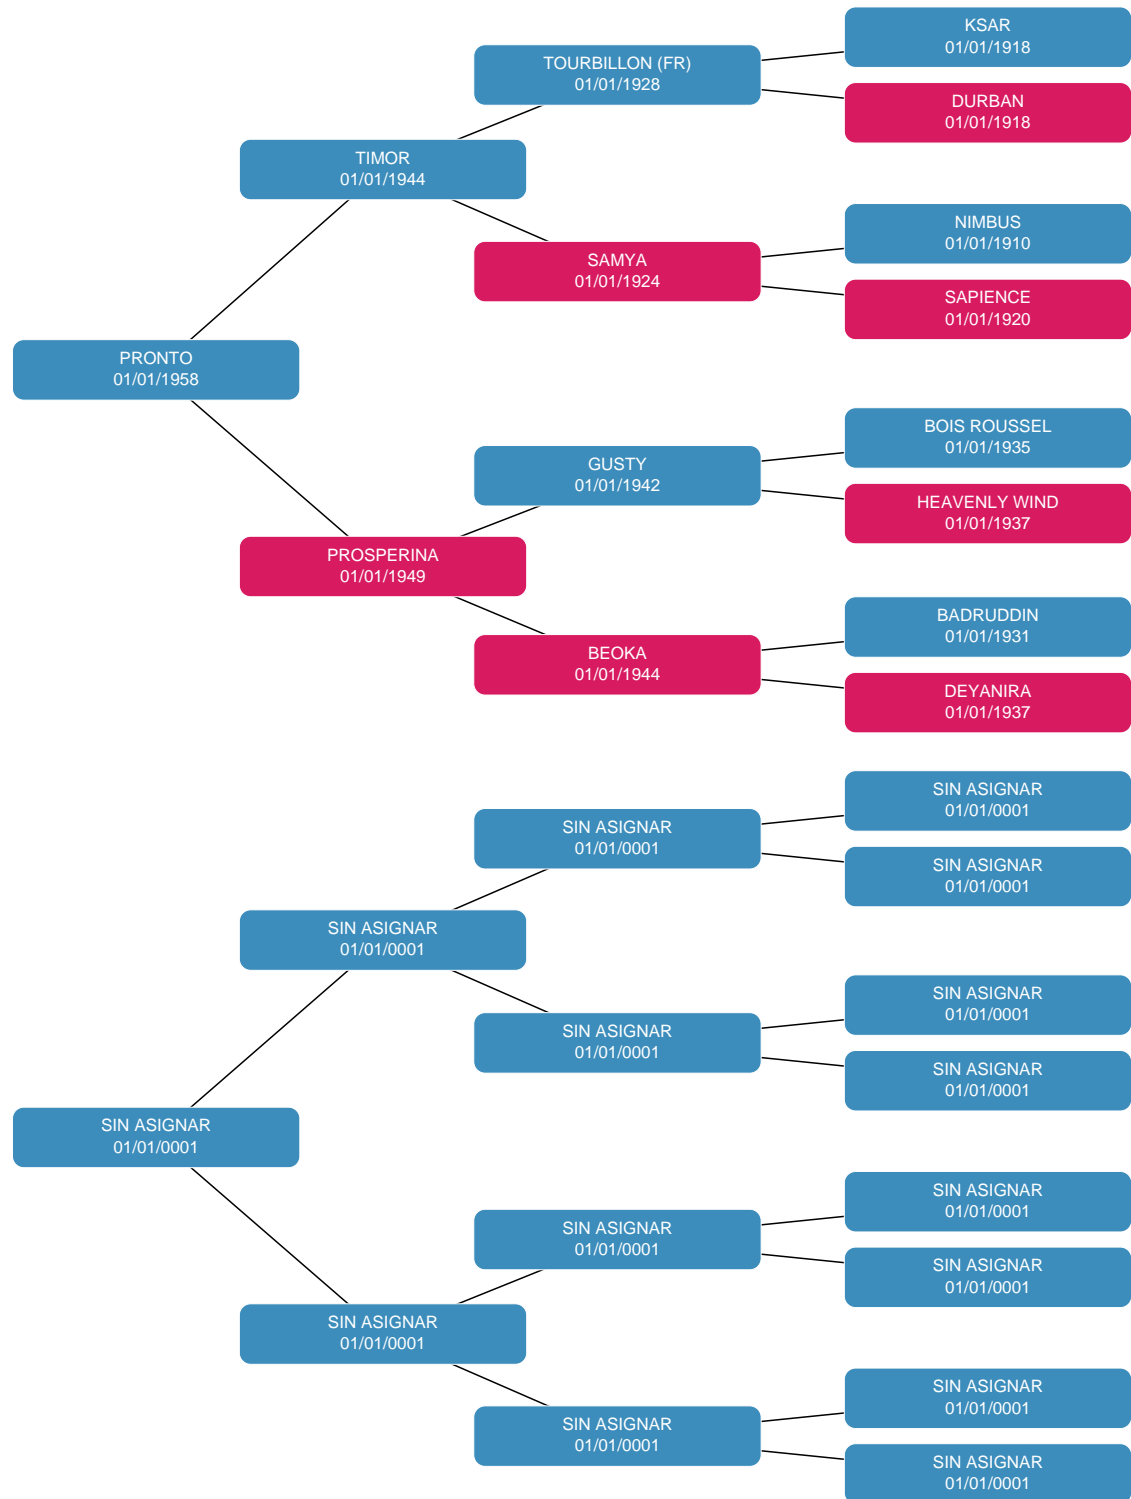 KSAR
01/01/1918
TOURBILLON (FR)
01/01/1928
DURBAN
01/01/1918
TIMOR
01/01/1944
NIMBUS
01/01/1910
SAMYA
01/01/1924
SAPIENCE
01/01/1920
PRONTO
01/01/1958
BOIS ROUSSEL
01/01/1935
GUSTY
01/01/1942
HEAVENLY WIND
01/01/1937
PROSPERINA
01/01/1949
BADRUDDIN
01/01/1931
BEOKA
01/01/1944
DEYANIRA
01/01/1937
SIN ASIGNAR
01/01/0001
SIN ASIGNAR
01/01/0001
SIN ASIGNAR
01/01/0001
SIN ASIGNAR
01/01/0001
SIN ASIGNAR
01/01/0001
SIN ASIGNAR
01/01/0001
SIN ASIGNAR
01/01/0001
SIN ASIGNAR
01/01/0001
SIN ASIGNAR
01/01/0001
SIN ASIGNAR
01/01/0001
SIN ASIGNAR
01/01/0001
SIN ASIGNAR
01/01/0001
SIN ASIGNAR
01/01/0001
SIN ASIGNAR
01/01/0001
SIN ASIGNAR
01/01/0001